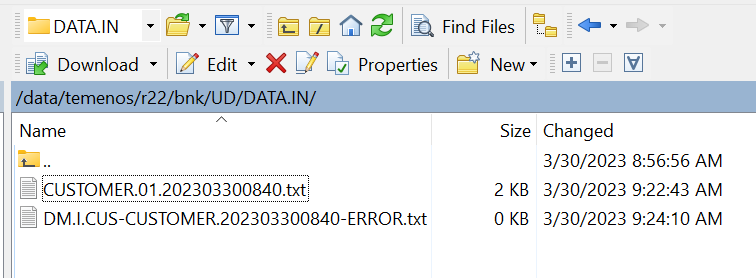 DATA.IN Find Files
Download Edit Properties New
/data/temenos/r22/bnk/UD/DATA.IN/
Name Size Changed
.. 3/30/2023 8:56:56 AM
CUSTOMER.01.202303300840.txt 2 KB 3/30/2023 9:22:43 AM
DM.I.CUS-CUSTOMER.202303300840-ERROR.txt 0 KB 3/30/2023 9:24:10 AM